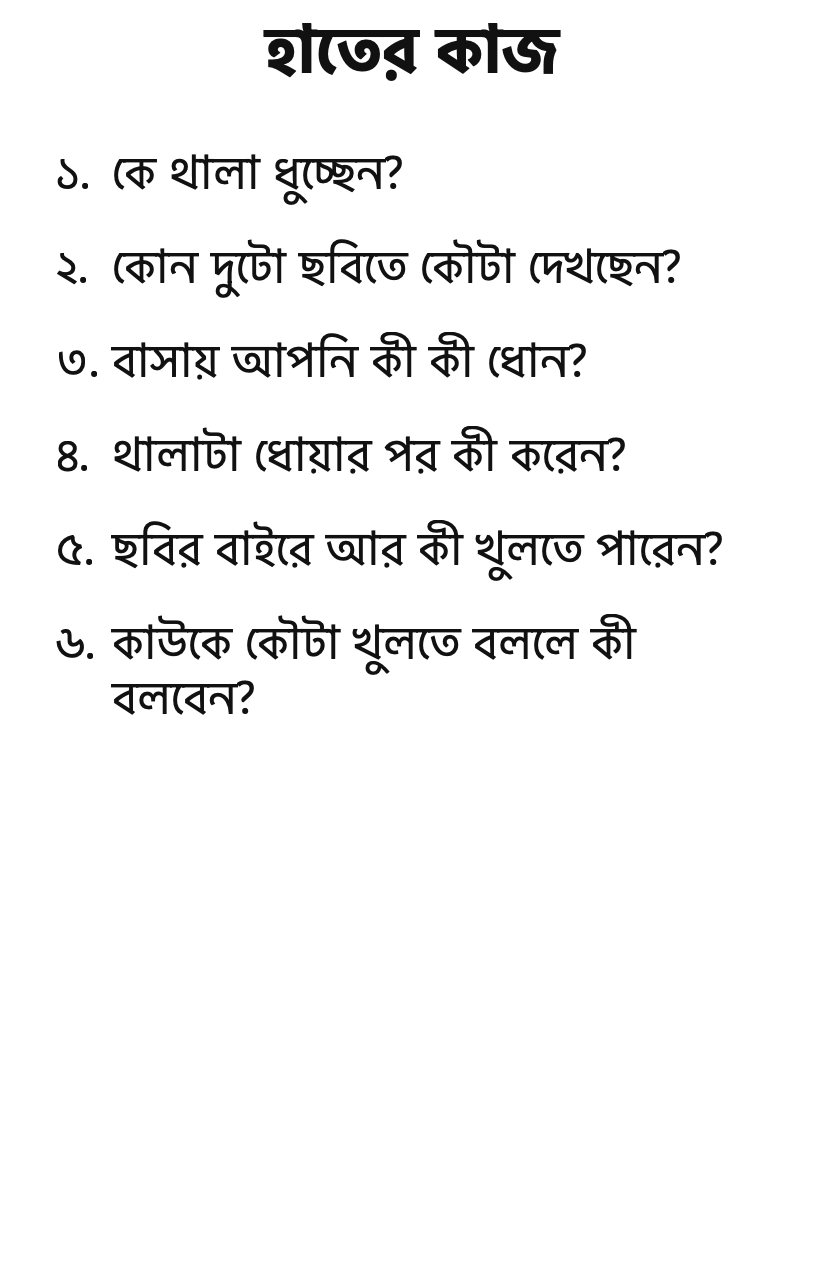 হাতের কাজ
১. কে থালা ধুচ্ছেন?
২. কোন দুটো ছবিতে কৌটা দেখছেন?
৩. বাসায় আপনি কী কী ধোন?
৪. থালাটা ধোয়ার পর কী করেন?
৫. ছবির বাইরে আর কী খুলতে পারেন?
৬. কাউকে কৌটা খুলতে বললে কী
বলবেন?